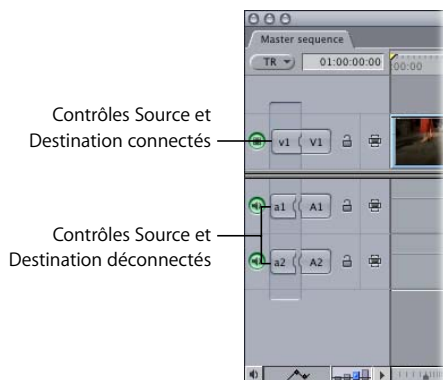 Master sequence
TR 01:00:00:00 00:00
Contrôles Source et
Destination connectés
v1 V1
a1 A1
Contrôles Source et
Destination déconnectés
a2 A2